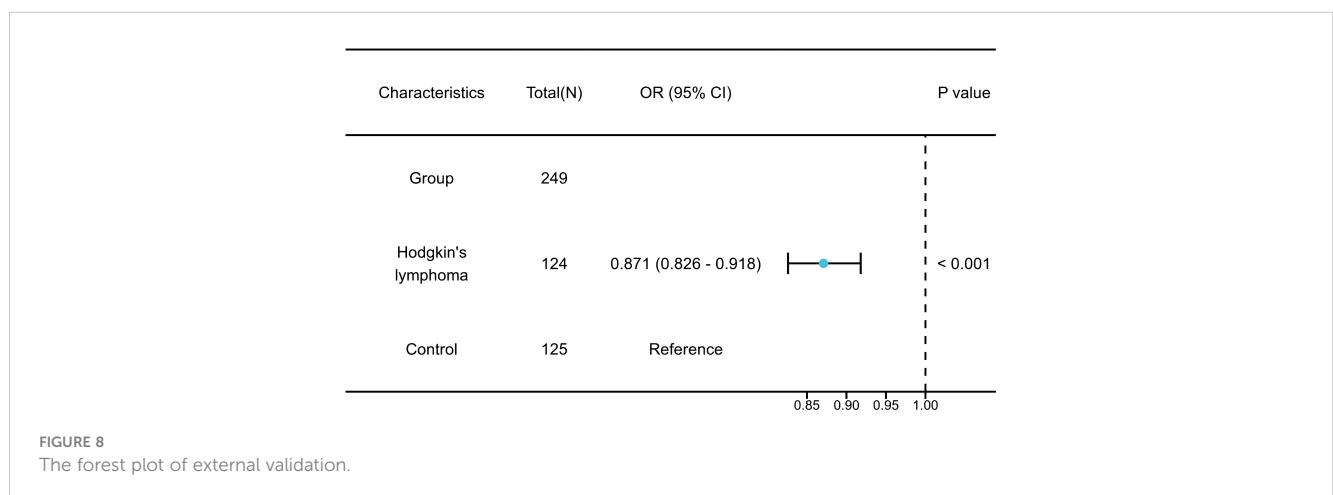 Characteristics Total(N) OR (95% CI) P value
Group 249
Hodgkin's
lymphoma 124 0.871 (0.826 - 0.918) < 0.001
Control 125 Reference
0.85 0.90 0.95 1.00
FIGURE 8
The forest plot of external validation.